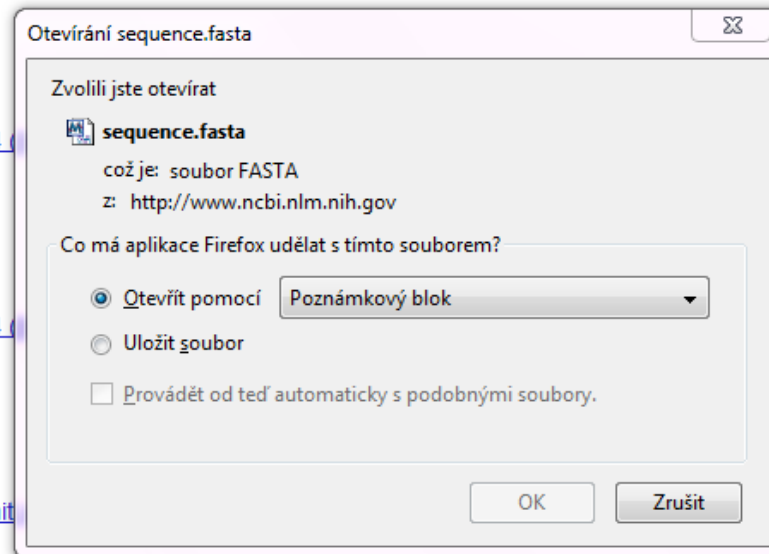 Otevírání sequence.fasta
Zvolili jste otevírat
sequence.fasta
což je: soubor FASTA
z: http://www.ncbi.nlm.nih.gov
Co má aplikace Firefox udělat s tímto souborem?
Otevřít pomocí Poznámkový blok
Uložit soubor
Provádět od teď automaticky s podobnými soubory.
OK Zrušit